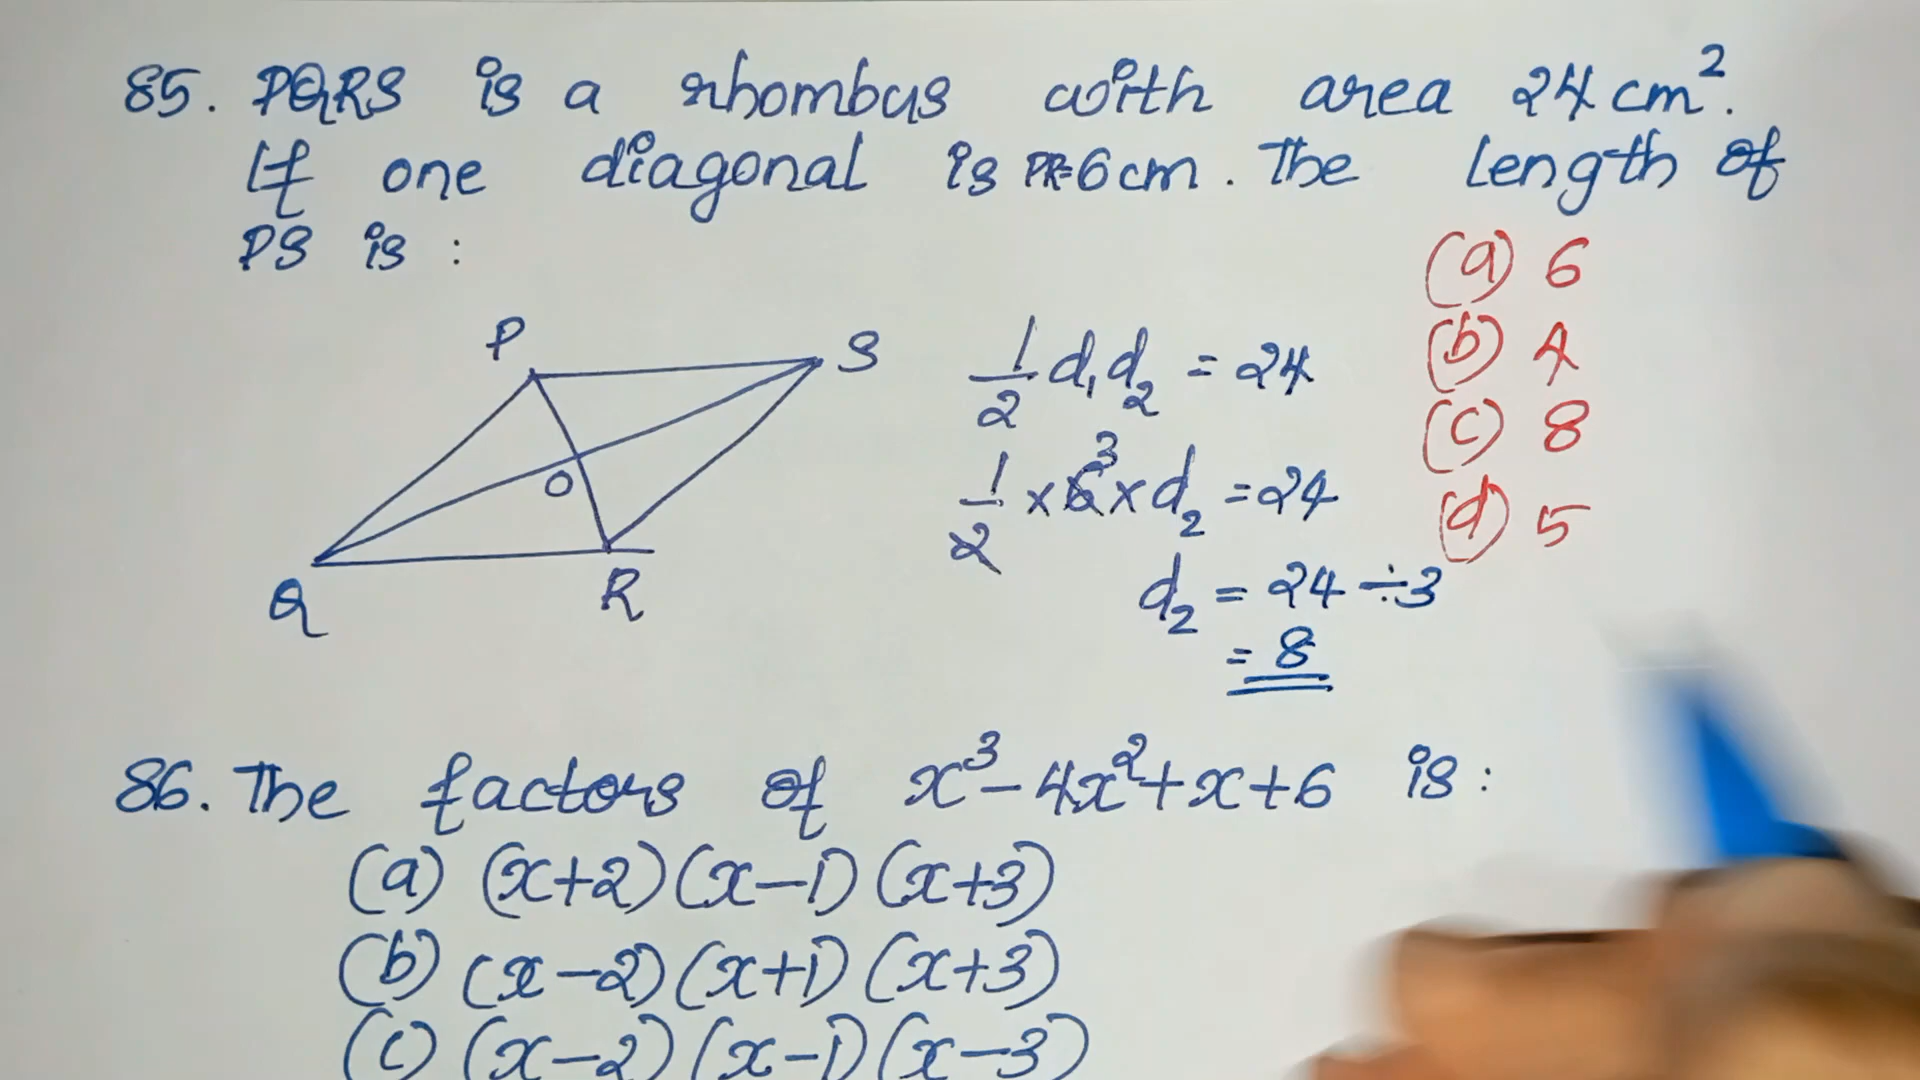 85. PQRS is a rhombus with area 24 cm².
If one diagonal is PR=6cm. The length of
PS is :
(a) 6
(b) 4
(c) 8
(d) 5
P
S
O
Q
R
1/2 d₁d₂ = 24
1/2 × 6³ × d₂ = 24
d₂ = 24 ÷ 3
= 8
86. The factors of x³ - 4x² + x + 6 is :
(a) (x+2)(x-1)(x+3)
(b) (x-2)(x+1)(x+3)
(c) (x-2)(x-1)(x-3)